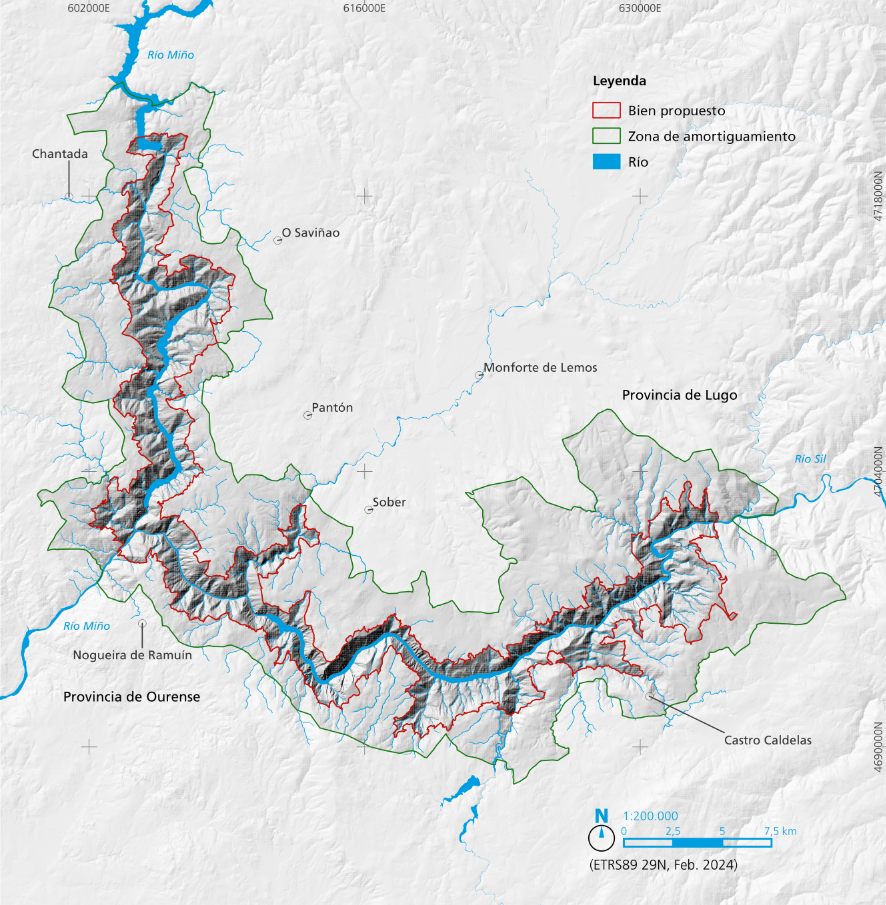 602000E
616000E
630000E
Río Miño
Leyenda
Bien propuesto
Zona de amortiguamiento
Río
Chantada
4718000N
O Saviñao
Monforte de Lemos
Provincia de Lugo
Pantón
Río Sil
4704000N
Sober
Río Miño
Nogueira de Ramuín
Provincia de Ourense
Castro Caldelas
4690000N
N
1:200.000
0
2,5
5
7,5 km
(ETRS89 29N, Feb. 2024)